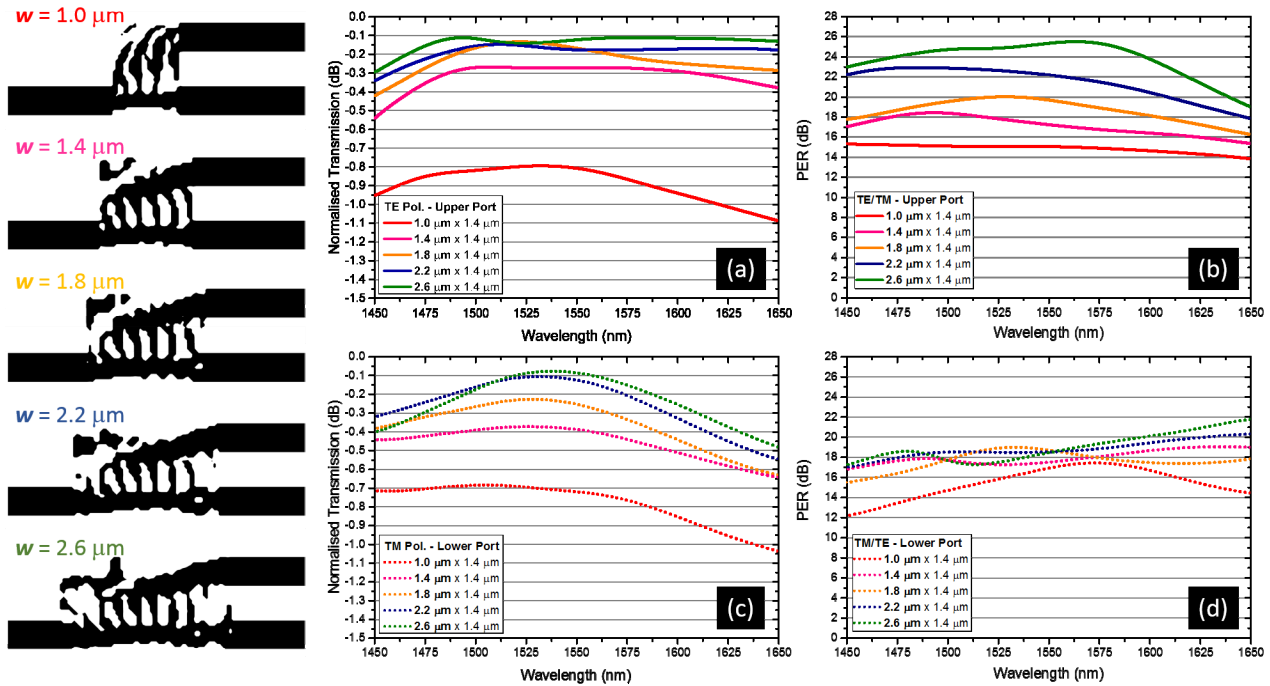 w = 1.0 μm
w = 1.4 μm
w = 1.8 μm
w = 2.2 μm
w = 2.6 μm
Normalised Transmission (dB)
0.0
-0.1
-0.2
-0.3
-0.4
-0.5
-0.6
-0.7
-0.8
-0.9
-1.0
-1.1
-1.2
-1.3
-1.4
-1.5
TE Pol. - Upper Port
1.0 μm x 1.4 μm
1.4 μm x 1.4 μm
1.8 μm x 1.4 μm
2.2 μm x 1.4 μm
2.6 μm x 1.4 μm
(a)
1450 1475 1500 1525 1550 1575 1600 1625 1650
Wavelength (nm)
PER (dB)
28
26
24
22
20
18
16
14
12
10
8
6
4
2
0
TE/TM - Upper Port
1.0 μm x 1.4 μm
1.4 μm x 1.4 μm
1.8 μm x 1.4 μm
2.2 μm x 1.4 μm
2.6 μm x 1.4 μm
(b)
1450 1475 1500 1525 1550 1575 1600 1625 1650
Wavelength (nm)
Normalised Transmission (dB)
0.0
-0.1
-0.2
-0.3
-0.4
-0.5
-0.6
-0.7
-0.8
-0.9
-1.0
-1.1
-1.2
-1.3
-1.4
-1.5
TM Pol. - Lower Port
1.0 μm x 1.4 μm
1.4 μm x 1.4 μm
1.8 μm x 1.4 μm
2.2 μm x 1.4 μm
2.6 μm x 1.4 μm
(c)
1450 1475 1500 1525 1550 1575 1600 1625 1650
Wavelength (nm)
PER (dB)
28
26
24
22
20
18
16
14
12
10
8
6
4
2
0
TM/TE - Lower Port
1.0 μm x 1.4 μm
1.4 μm x 1.4 μm
1.8 μm x 1.4 μm
2.2 μm x 1.4 μm
2.6 μm x 1.4 μm
(d)
1450 1475 1500 1525 1550 1575 1600 1625 1650
Wavelength (nm)